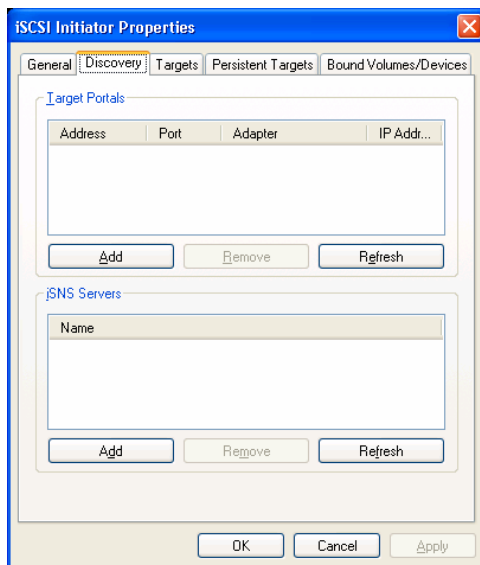 iSCSI Initiator Properties
General Discovery Targets Persistent Targets Bound Volumes/Devices
Target Portals
Address Port Adapter IP Addr...
Add Remove Refresh
iSNS Servers
Name
Add Remove Refresh
OK Cancel Apply